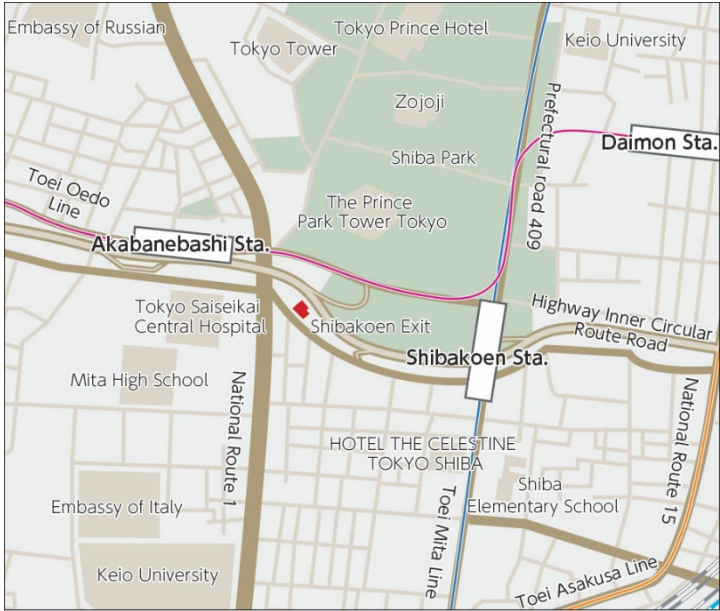 Embassy of Russian
Tokyo Tower
Tokyo Prince Hotel
Keio University
Zojoji
Prefectural road 409
Daimon Sta.
Shiba Park
Toei Oedo
Line
The Prince
Park Tower Tokyo
Akabanebashi Sta.
Tokyo Saiseikai
Central Hospital
Shibakoen Exit
Highway Inner Circular
Route Road
Shibakoen Sta.
Mita High School
National Route 1
National Route 15
HOTEL THE CELESTINE
TOKYO SHIBA
Toei Mita Line
Shiba
Elementary School
Embassy of Italy
Keio University
Toei Asakusa Line